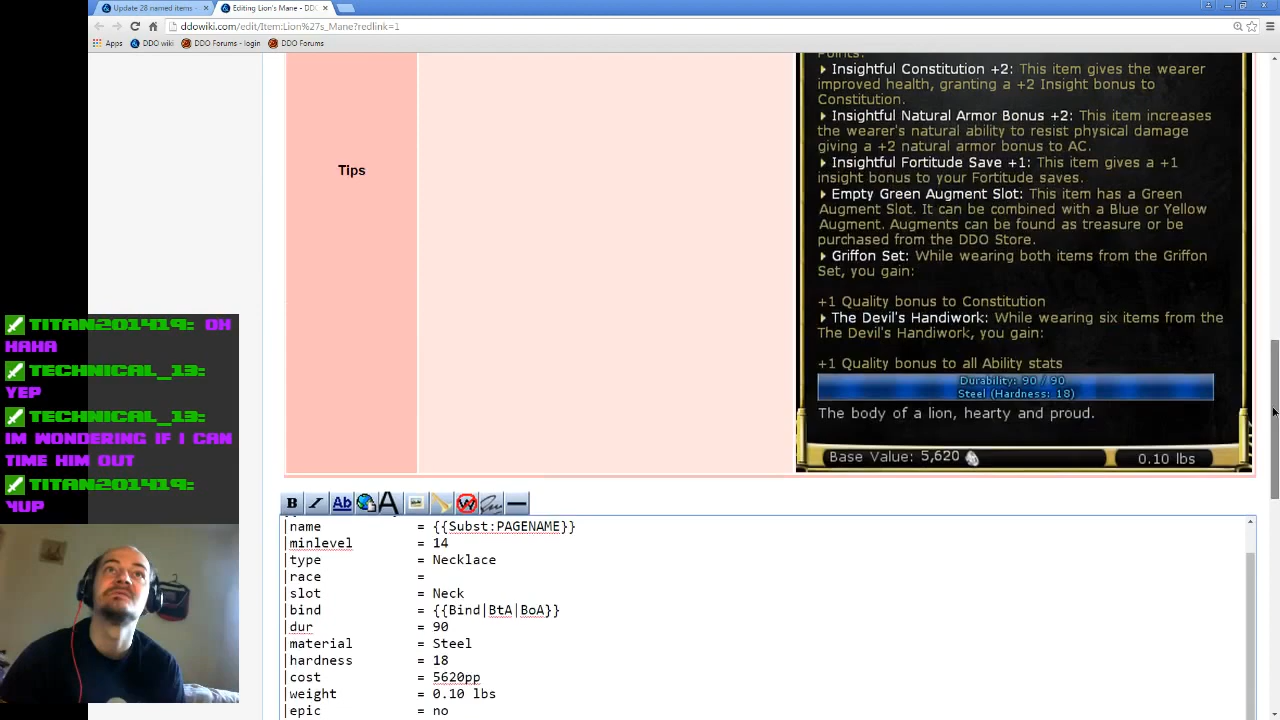 Update 28 named items -
Editing Lion's Mane - DD
ddowiki.com/edit/Item:Lion%27s_Mane?redlink=1
Apps
DDO wiki
DDO Forums - login
DDO Forums
Points.
Insightful Constitution +2: This item gives the wearer
improved health, granting a +2 Insight bonus to
Constitution.
Insightful Natural Armor Bonus +2: This item increases
the wearer's natural ability to resist physical damage
giving a +2 natural armor bonus to AC.
Insightful Fortitude Save +1: This item gives a +1
insight bonus to your Fortitude saves.
Empty Green Augment Slot: This item has a Green
Augment Slot. It can be combined with a Blue or Yellow
Augment. Augments can be found as treasure or be
purchased from the DDO Store.
Griffon Set: While wearing both items from the Griffon
Set, you gain:
+1 Quality bonus to Constitution
The Devil's Handiwork: While wearing six items from the
The Devil's Handiwork, you gain:
+1 Quality bonus to all Ability stats
Durability: 90 / 90
Steel (Hardness: 18)
The body of a lion, hearty and proud.
Base Value: 5,620
0.10 lbs
Tips
TITAN201419: OH
HAHA
TECHNICAL_13:
YEP
TECHNICAL_13:
IM WONDERING IF I CAN
TIME HIM OUT
TITAN201419:
YUP
B I Ab A W
|name = {{Subst:PAGENAME}}
|minlevel = 14
|type = Necklace
|race =
|slot = Neck
|bind = {{Bind|BtA|BoA}}
|dur = 90
|material = Steel
|hardness = 18
|cost = 5620pp
|weight = 0.10 lbs
|epic = no